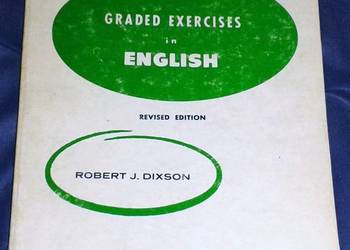 GRADED EXERCISES
in
ENGLISH
REVISED EDITION
ROBERT J. DIXSON